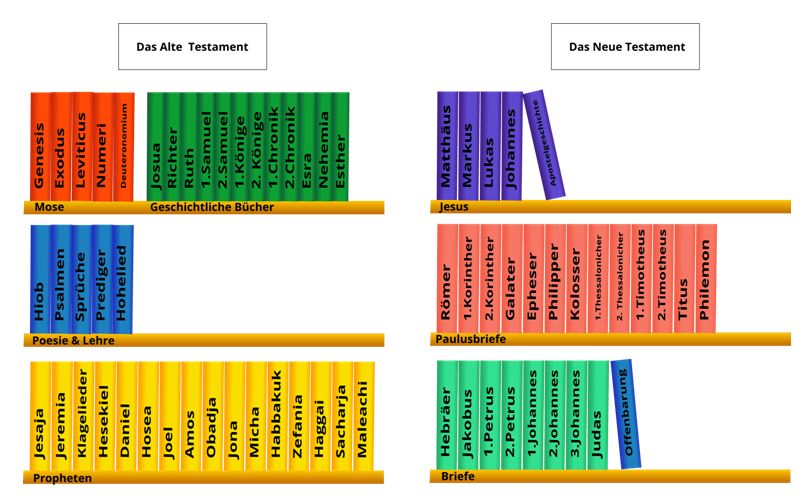 Das Alte Testament
Genesis
Exodus
Leviticus
Numeri
Deuteronomium
Josua
Richter
Ruth
1.Samuel
2.Samuel
1.Könige
2. Könige
1.Chronik
2.Chronik
Esra
Nehemia
Esther
Mose
Geschichtliche Bücher
Hiob
Psalmen
Sprüche
Prediger
Hohelied
Poesie & Lehre
Jesaja
Jeremia
Klagelieder
Hesekiel
Daniel
Hosea
Joel
Amos
Obadja
Jona
Micha
Habbakuk
Zefania
Haggai
Sacharja
Maleachi
Propheten
Das Neue Testament
Matthäus
Markus
Lukas
Johannes
Apostelgeschichte
Jesus
Römer
1.Korinther
2.Korinther
Galater
Epheser
Philipper
Kolosser
1.Thessalonicher
2. Thessalonicher
1.Timotheus
2.Timotheus
Titus
Philemon
Paulusbriefe
Hebräer
Jakobus
1.Petrus
2.Petrus
1.Johannes
2.Johannes
3.Johannes
Judas
Offenbarung
Briefe